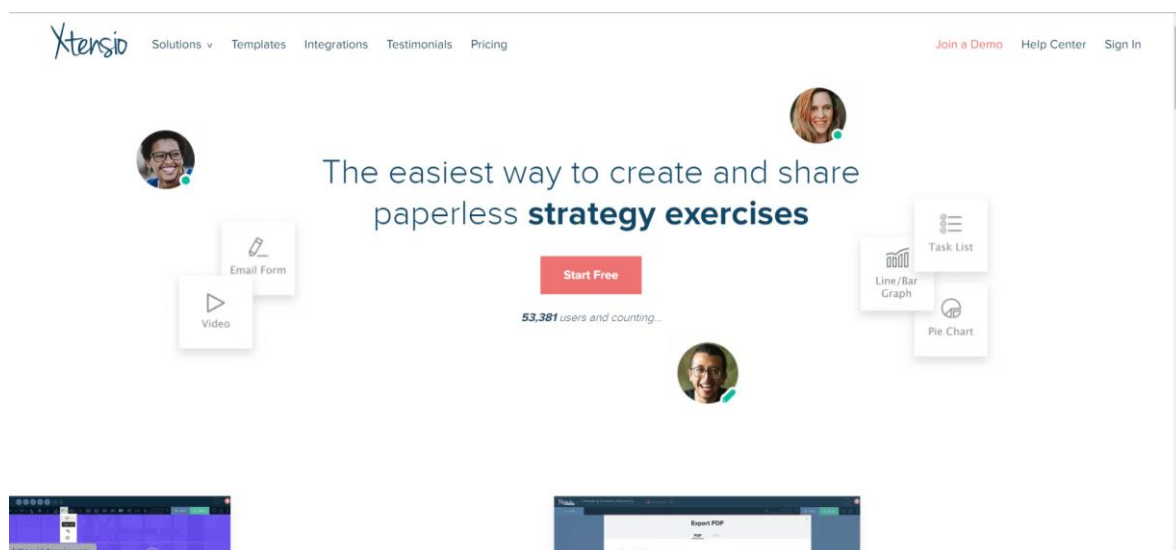 Xtensio
Solutions v Templates Integrations Testimonials Pricing
Join a Demo Help Center Sign In
The easiest way to create and share
paperless strategy exercises
Email Form
Video
Start Free
53,381 users and counting...
Task List
Line/Bar
Graph
Pie Chart
Export PDF
PDF